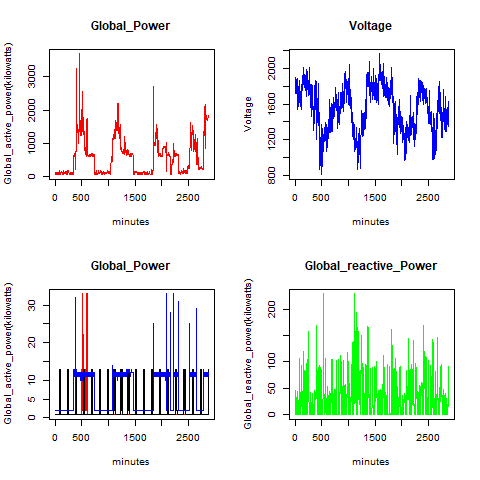 Global_Power
Global_active_power(kilowatts)
0 1000 2000 3000
0 500 1500 2500
minutes
Voltage
Voltage
800 1200 1600 2000
0 500 1500 2500
minutes
Global_Power
Global_active_power(kilowatts)
0 5 10 20 30
0 500 1500 2500
minutes
Global_reactive_Power
Global_reactive_power(kilowatts)
0 50 100 200
0 500 1500 2500
minutes